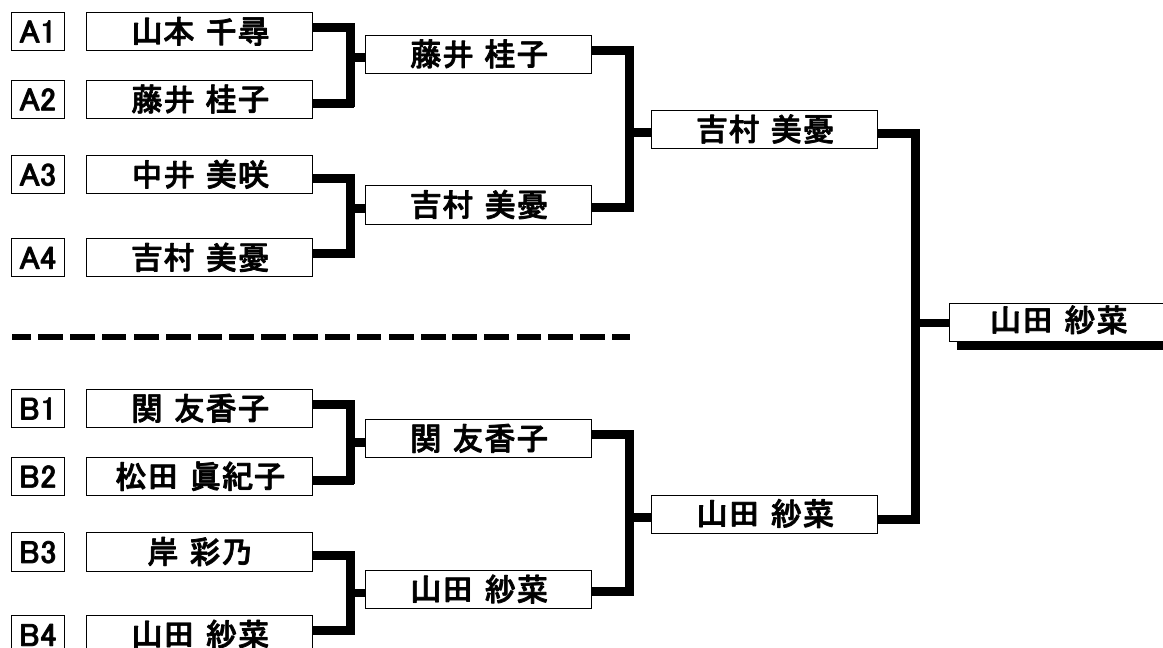 A1 山本 千尋
藤井 桂子
A2 藤井 桂子
吉村 美憂
A3 中井 美咲
吉村 美憂
A4 吉村 美憂
山田 紗菜
B1 関 友香子
関 友香子
B2 松田 眞紀子
山田 紗菜
B3 岸 彩乃
山田 紗菜
B4 山田 紗菜